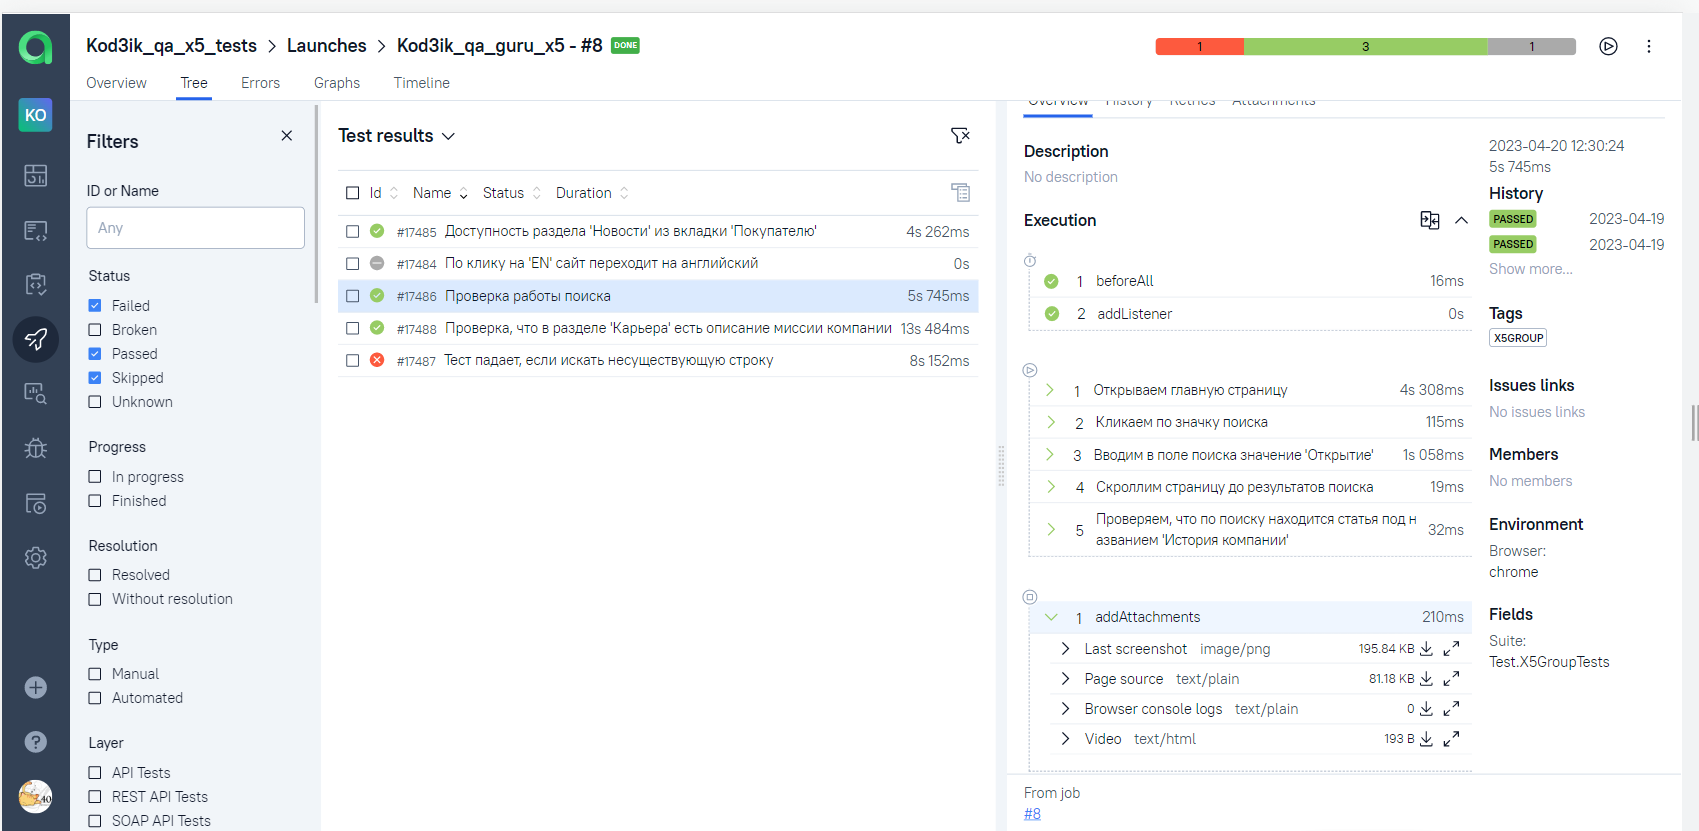 Kod3ik_qa_x5_tests > Launches > Kod3ik_qa_guru_x5 - #8 DONE
1 3 1
Overview Tree Errors Graphs Timeline
KO
Filters
ID or Name
Any
Status
Failed
Broken
Passed
Skipped
Unknown
Progress
In progress
Finished
Resolution
Resolved
Without resolution
Type
Manual
Automated
Layer
API Tests
REST API Tests
SOAP API Tests
Test results
Id Name Status Duration
#17485 Доступность раздела 'Новости' из вкладки 'Покупателю' 4s 262ms
#17484 По клику на 'EN' сайт переходит на английский 0s
#17486 Проверка работы поиска 5s 745ms
#17488 Проверка, что в разделе 'Карьера' есть описание миссии компании 13s 484ms
#17487 Тест падает, если искать несуществующую строку 8s 152ms
Overview History Retries Attachments
Description
No description
Execution
1 beforeAll 16ms
2 addListener 0s
1 Открываем главную страницу 4s 308ms
2 Кликаем по значку поиска 115ms
3 Вводим в поле поиска значение 'Открытие' 1s 058ms
4 Скроллим страницу до результатов поиска 19ms
5 Проверяем, что по поиску находится статья под н
азванием 'История компании' 32ms
1 addAttachments 210ms
Last screenshot image/png 195.84 KB
Page source text/plain 81.18 KB
Browser console logs text/plain 0
Video text/html 193 B
From job
#8
2023-04-20 12:30:24
5s 745ms
History
PASSED 2023-04-19
PASSED 2023-04-19
Show more...
Tags
X5GROUP
Issues links
No issues links
Members
No members
Environment
Browser:
chrome
Fields
Suite:
Test.X5GroupTests